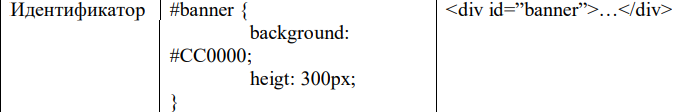 Идентификатор
#banner {
background:
#CC0000;
heigt: 300px;
}
<div id=”banner”>…</div>